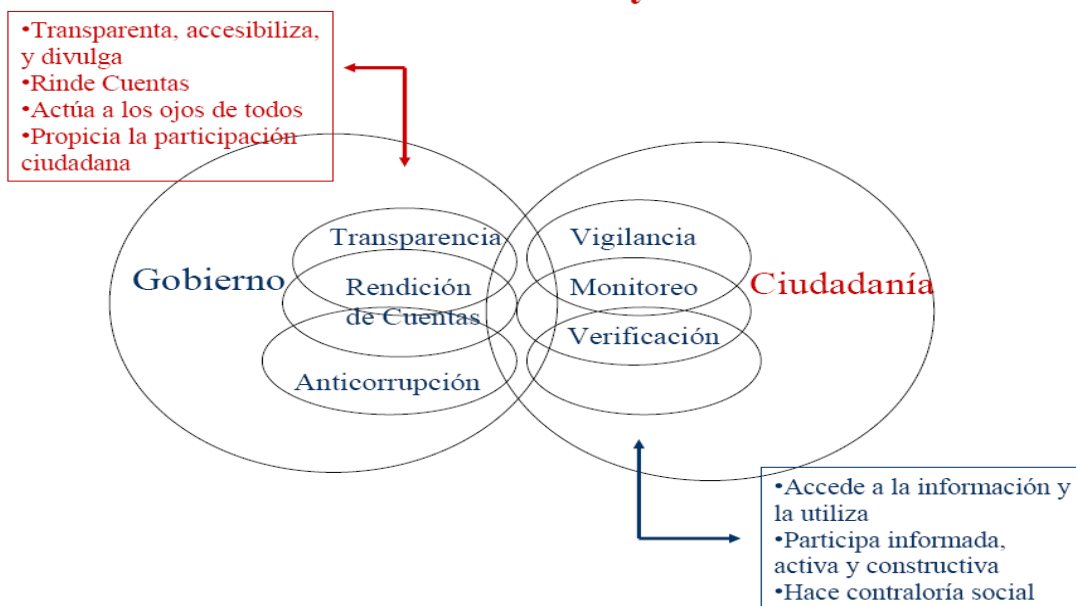 •Transparenta, accesibiliza,
y divulga
•Rinde Cuentas
•Actúa a los ojos de todos
•Propicia la participación
ciudadana
Transparencia
Gobierno
Rendición
de Cuentas
Anticorrupción
Vigilancia
Monitoreo
Ciudadanía
Verificación
•Accede a la información y
la utiliza
•Participa informada,
activa y constructiva
•Hace contraloría social